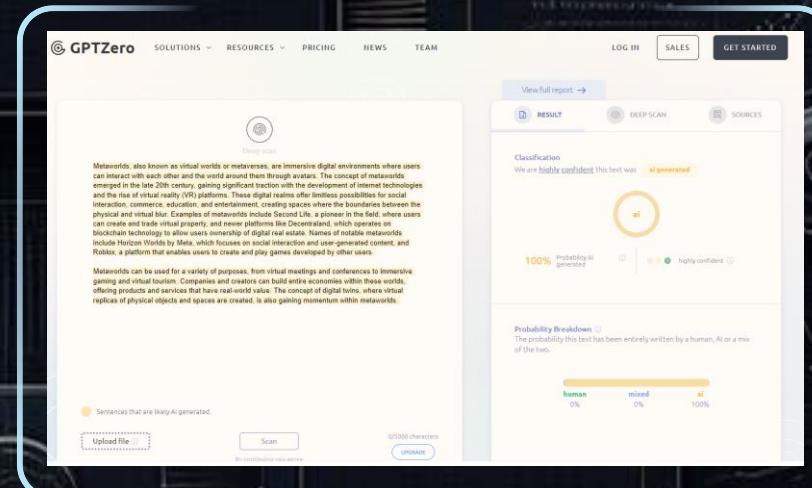 GPTZero SOLUTIONS RESOURCES PRICING NEWS TEAM LOG IN SALES GET STARTED
Deep scan
Metaworlds, also known as virtual worlds or metaverses, are immersive digital environments where users
can interact with each other and the world around them through avatars. The concept of metaworlds
emerged in the late 20th century, gaining significant traction with the development of internet technologies
and the rise of virtual reality (VR) platforms. These digital realms offer limitless possibilities for social
interaction, commerce, education, and entertainment, creating spaces where the boundaries between the
physical and virtual blur. Examples of metaworlds include Second Life, a pioneer in the field, where users
can create and trade virtual property, and newer platforms like Decentraland, which operates on
blockchain technology to allow users ownership of digital real estate. Names of notable metaworlds
include Horizon Worlds by Meta, which focuses on social interaction and user-generated content, and
Roblox, a platform that enables users to create and play games developed by other users.
Metaworlds can be used for a variety of purposes, from virtual meetings and conferences to immersive
gaming and virtual tourism. Companies and creators can build entire economies within these worlds,
offering products and services that have real-world value. The concept of digital twins, where virtual
replicas of physical objects and spaces are created, is also gaining momentum within metaworlds.
Sentences that are likely AI generated.
Upload file
Scan
0/5000 characters
UPGRADE
By continuing you agree
View full report →
RESULT DEEP SCAN SOURCES
Classification
We are highly confident this text was ai generated
ai
100% Probability AI
generated
highly confident
Probability Breakdown
The probability this text has been entirely written by a human, AI or a mix
of the two.
human mixed ai
0% 0% 100%